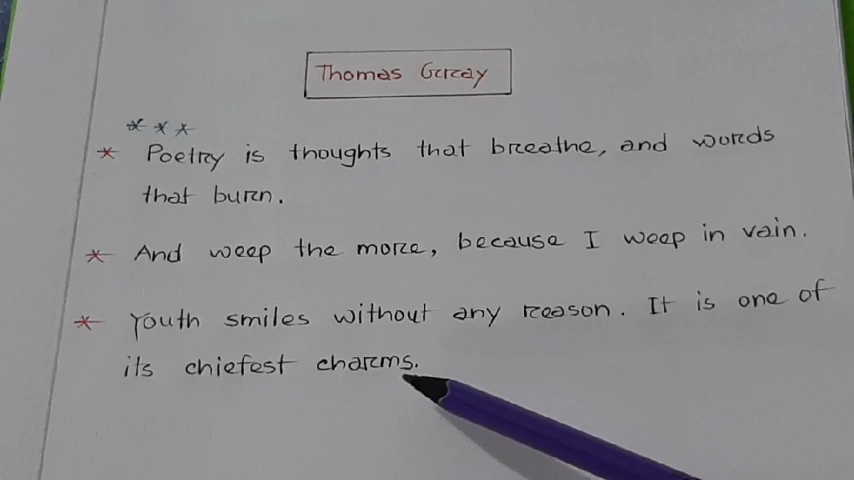 Thomas Gray
***
* Poetry is thoughts that breathe, and words
that burn.
* And weep the more, because I weep in vain.
* Youth smiles without any reason. It is one of
its chiefest charms.